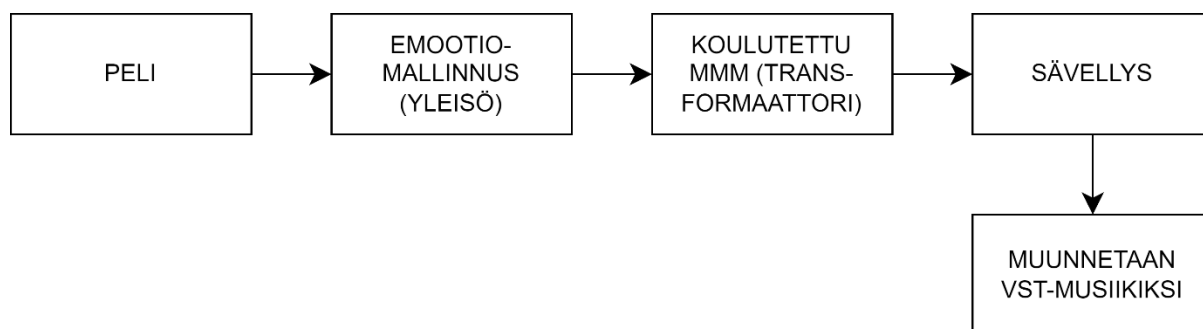 PELI
EMOOTIO-
MALLINNUS
(YLEISÖ)
KOULUTETTU
MMM (TRANS-
FORMAATTORI)
SÄVELLYS
MUUNNETAAN
VST-MUSIIKIKSI